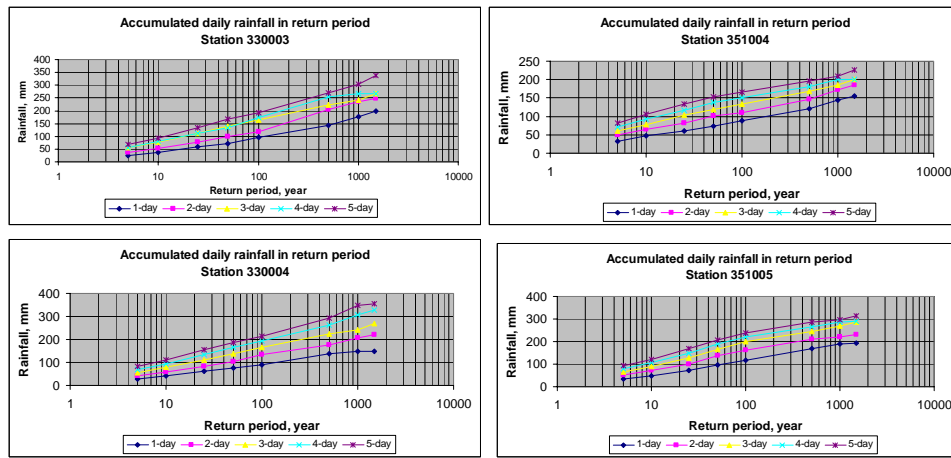 Accumulated daily rainfall in return period
Station 330003
Rainfall, mm
400
350
300
250
200
150
100
50
0
1 10 100 1000 10000
Return period, year
1-day 2-day 3-day 4-day 5-day
Accumulated daily rainfall in return period
Station 351004
Rainfall, mm
250
200
150
100
50
0
1 10 100 1000 10000
Return period, year
1-day 2-day 3-day 4-day 5-day
Accumulated daily rainfall in return period
Station 330004
Rainfall, mm
400
300
200
100
0
1 10 100 1000 10000
Return period, year
1-day 2-day 3-day 4-day 5-day
Accumulated daily rainfall in return period
Station 351005
Rainfall, mm
400
300
200
100
0
1 10 100 1000 10000
Return period, year
1-day 2-day 3-day 4-day 5-day